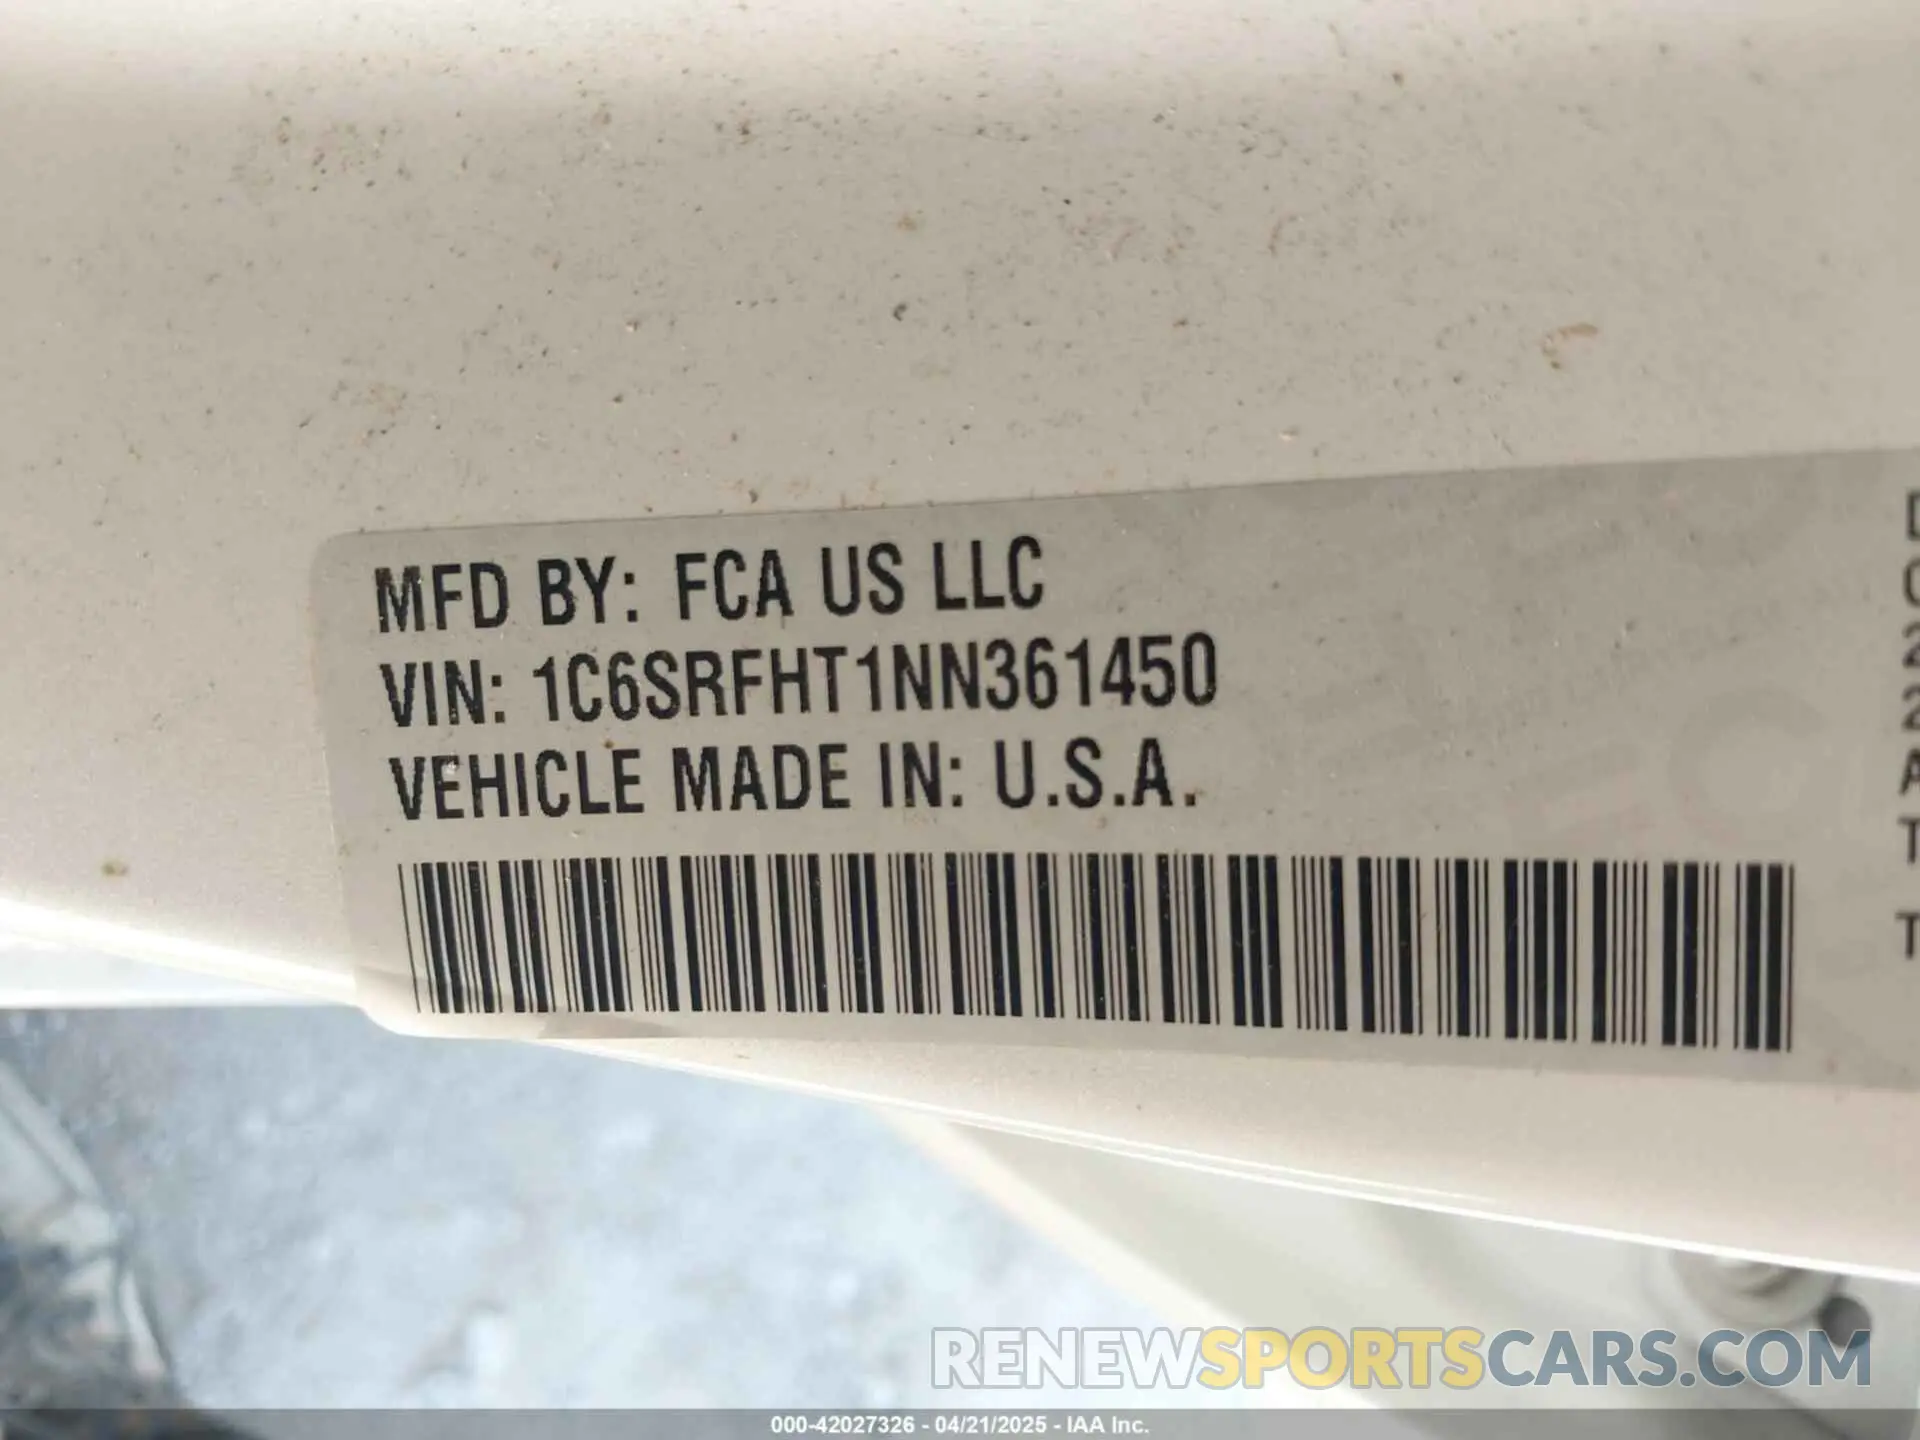 MFD BY: FCA US LLC
VIN: 1C6SRFHT1NN361450
VEHICLE MADE IN: U.S.A.
RENEWSPORTSCARS.COM
000-42027326 - 04/21/2025 - IAA Inc.